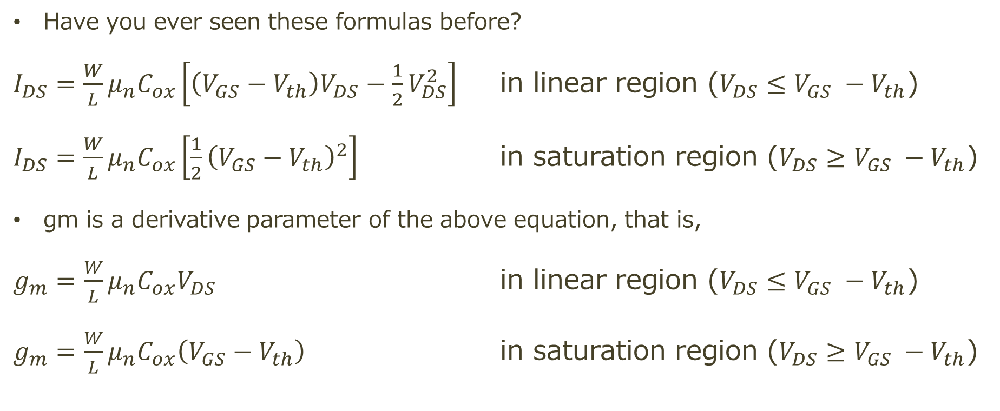 • Have you ever seen these formulas before?
$I_{DS} = \frac{W}{L} \mu_n C_{ox} \left[ (V_{GS} - V_{th}) V_{DS} - \frac{1}{2} V_{DS}^2 \right]$ in linear region ($V_{DS} \leq V_{GS} - V_{th}$)
$I_{DS} = \frac{W}{L} \mu_n C_{ox} \left[ \frac{1}{2} (V_{GS} - V_{th})^2 \right]$ in saturation region ($V_{DS} \geq V_{GS} - V_{th}$)
• gm is a derivative parameter of the above equation, that is,
$g_m = \frac{W}{L} \mu_n C_{ox} V_{DS}$ in linear region ($V_{DS} \leq V_{GS} - V_{th}$)
$g_m = \frac{W}{L} \mu_n C_{ox} (V_{GS} - V_{th})$ in saturation region ($V_{DS} \geq V_{GS} - V_{th}$)